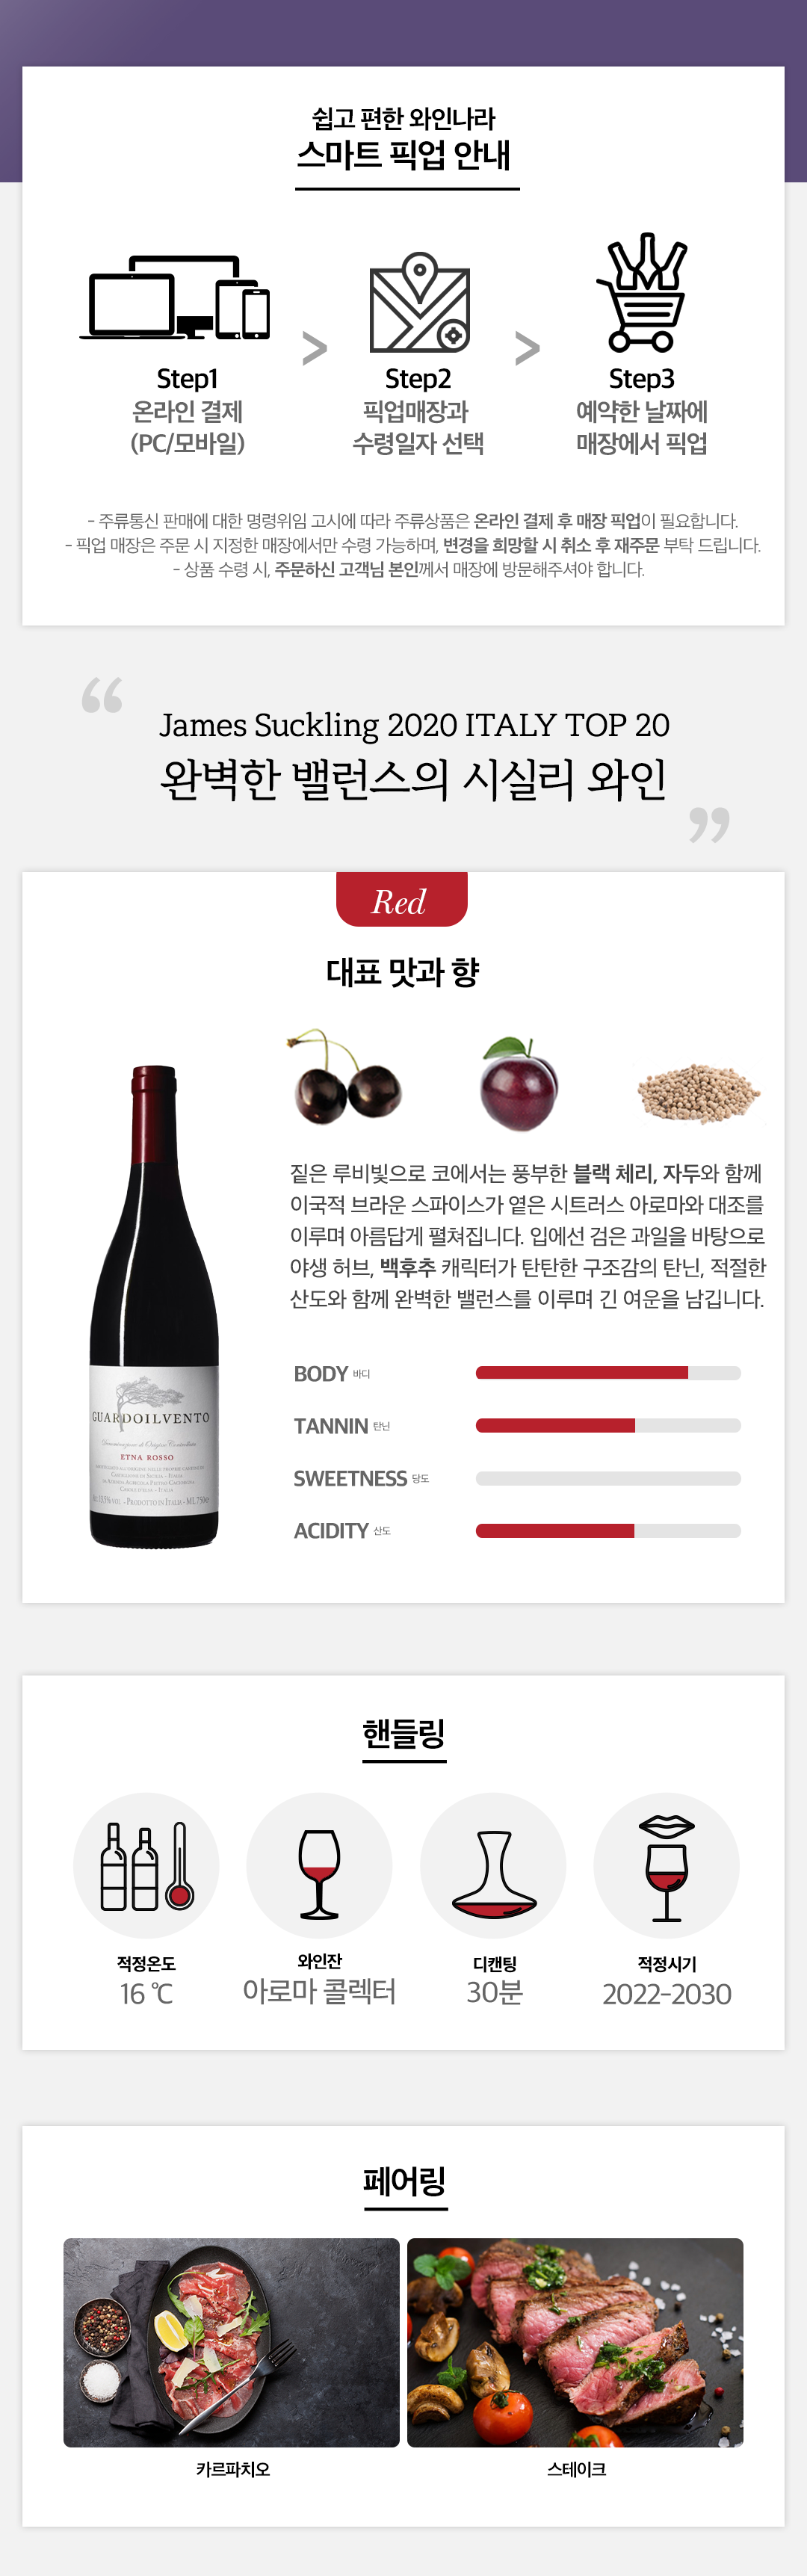 쉽고 편한 와인나라
스마트 픽업 안내
> >
Step1
온라인 결제
(PC/모바일)
Step2
픽업매장과
수령일자 선택
Step3
예약한 날짜에
매장에서 픽업
- 주류통신 판매에 대한 명령위임 고시에 따라 주류상품은 온라인 결제 후 매장 픽업이 필요합니다.
- 픽업 매장은 주문 시 지정한 매장에서만 수령 가능하며, 변경을 희망할 시 취소 후 재주문 부탁 드립니다.
- 상품 수령 시, 주문하신 고객님 본인께서 매장에 방문해주셔야 합니다.
“
James Suckling 2020 ITALY TOP 20
완벽한 밸런스의 시실리 와인
”
Red
대표 맛과 향
짙은 루비빛으로 코에서는 풍부한 블랙 체리, 자두와 함께
이국적 브라운 스파이스가 옅은 시트러스 아로마와 대조를
이루며 아름답게 펼쳐집니다. 입에선 검은 과일을 바탕으로
야생 허브, 백후추 캐릭터가 탄탄한 구조감의 탄닌, 적절한
산도와 함께 완벽한 밸런스를 이루며 긴 여운을 남깁니다.
GUARDOILVENTO
ETNA ROSSO
BODY 바디
TANNIN 탄닌
SWEETNESS 당도
ACIDITY 산도
핸들링
적정온도
16 ℃
와인잔
아로마 콜렉터
디캔팅
30분
적정시기
2022-2030
페어링
카르파치오
스테이크